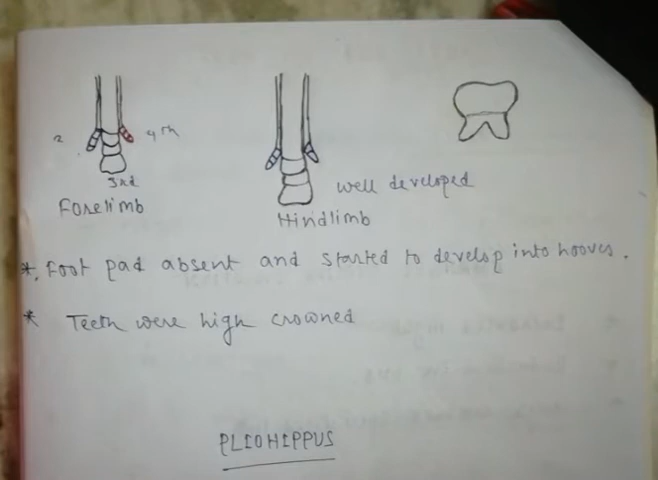 2 4th
3rd
Forelimb
well developed
Hindlimb
* Foot pad absent and started to develop into hooves.
* Teeth were high crowned
PLIOHIPPUS